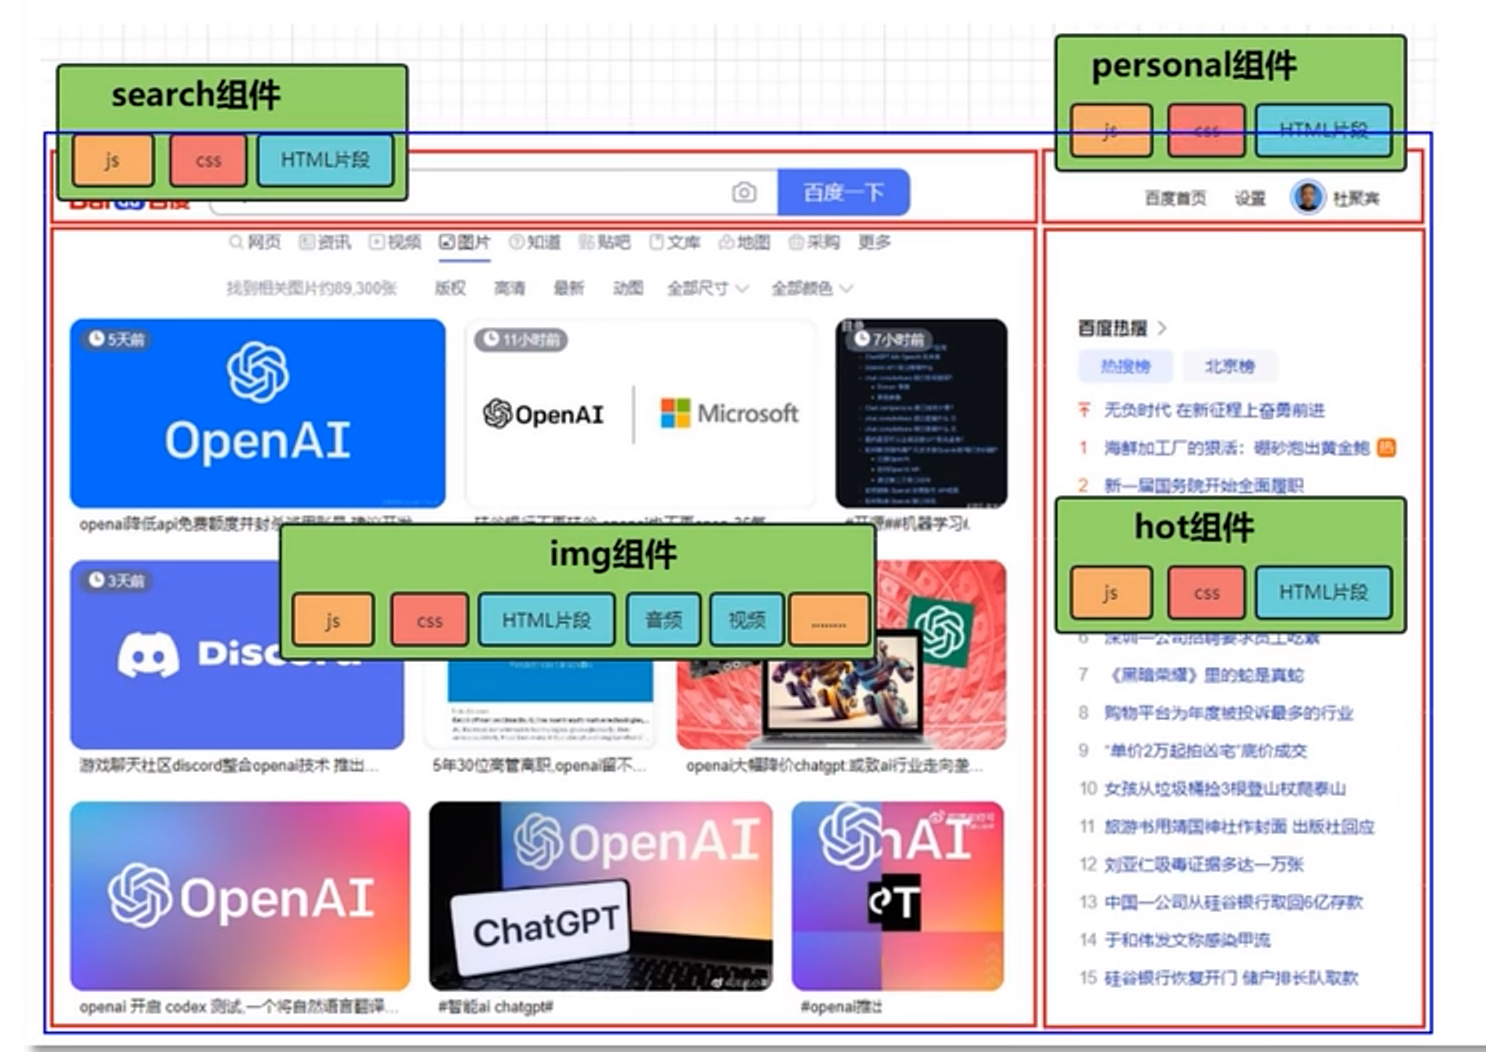 search组件
js
css
HTML片段
personal组件
js
css
HTML片段
百度一下
百度首页
设置
杜聚宾
网页
资讯
视频
图片
知道
贴吧
文库
地图
采购
更多
找到相关图片约89,300张
版权
高清
最新
动图
全部尺寸
全部颜色
5天前
OpenAI
11小时前
OpenAI
Microsoft
7小时前
openai降低api免费额度并封杀
#开源##机器学习
3天前
img组件
js
css
HTML片段
音频
视频
........
游戏聊天社区discord整合openai技术 推出...
5年30位高管离职,openai留不...
openai大幅降价chatgpt:或致ai行业走向垄...
OpenAI
OpenAI
ChatGPT
openai 开启 codex 测试,一个将自然语言翻译...
#智能ai chatgpt#
#openai推出
百度热搜
热搜榜
北京榜
无负时代 在新征程上奋勇前进
1 海鲜加工厂的狠活：硼砂泡出黄金鲍 热
2 新一届国务院开始全面履职
hot组件
js
css
HTML片段
6 深圳一公司招聘要求员工吃素
7 《黑暗荣耀》里的蛇是真蛇
8 购物平台为年度被投诉最多的行业
9 “单价2万起拍凶宅”底价成交
10 女孩从垃圾桶捡3根登山杖爬泰山
11 旅游书用靖国神社作封面 出版社回应
12 刘亚仁吸毒证据多达一万张
13 中国一公司从硅谷银行取回6亿存款
14 于和伟发文称感染甲流
15 硅谷银行恢复开门 储户排长队取款